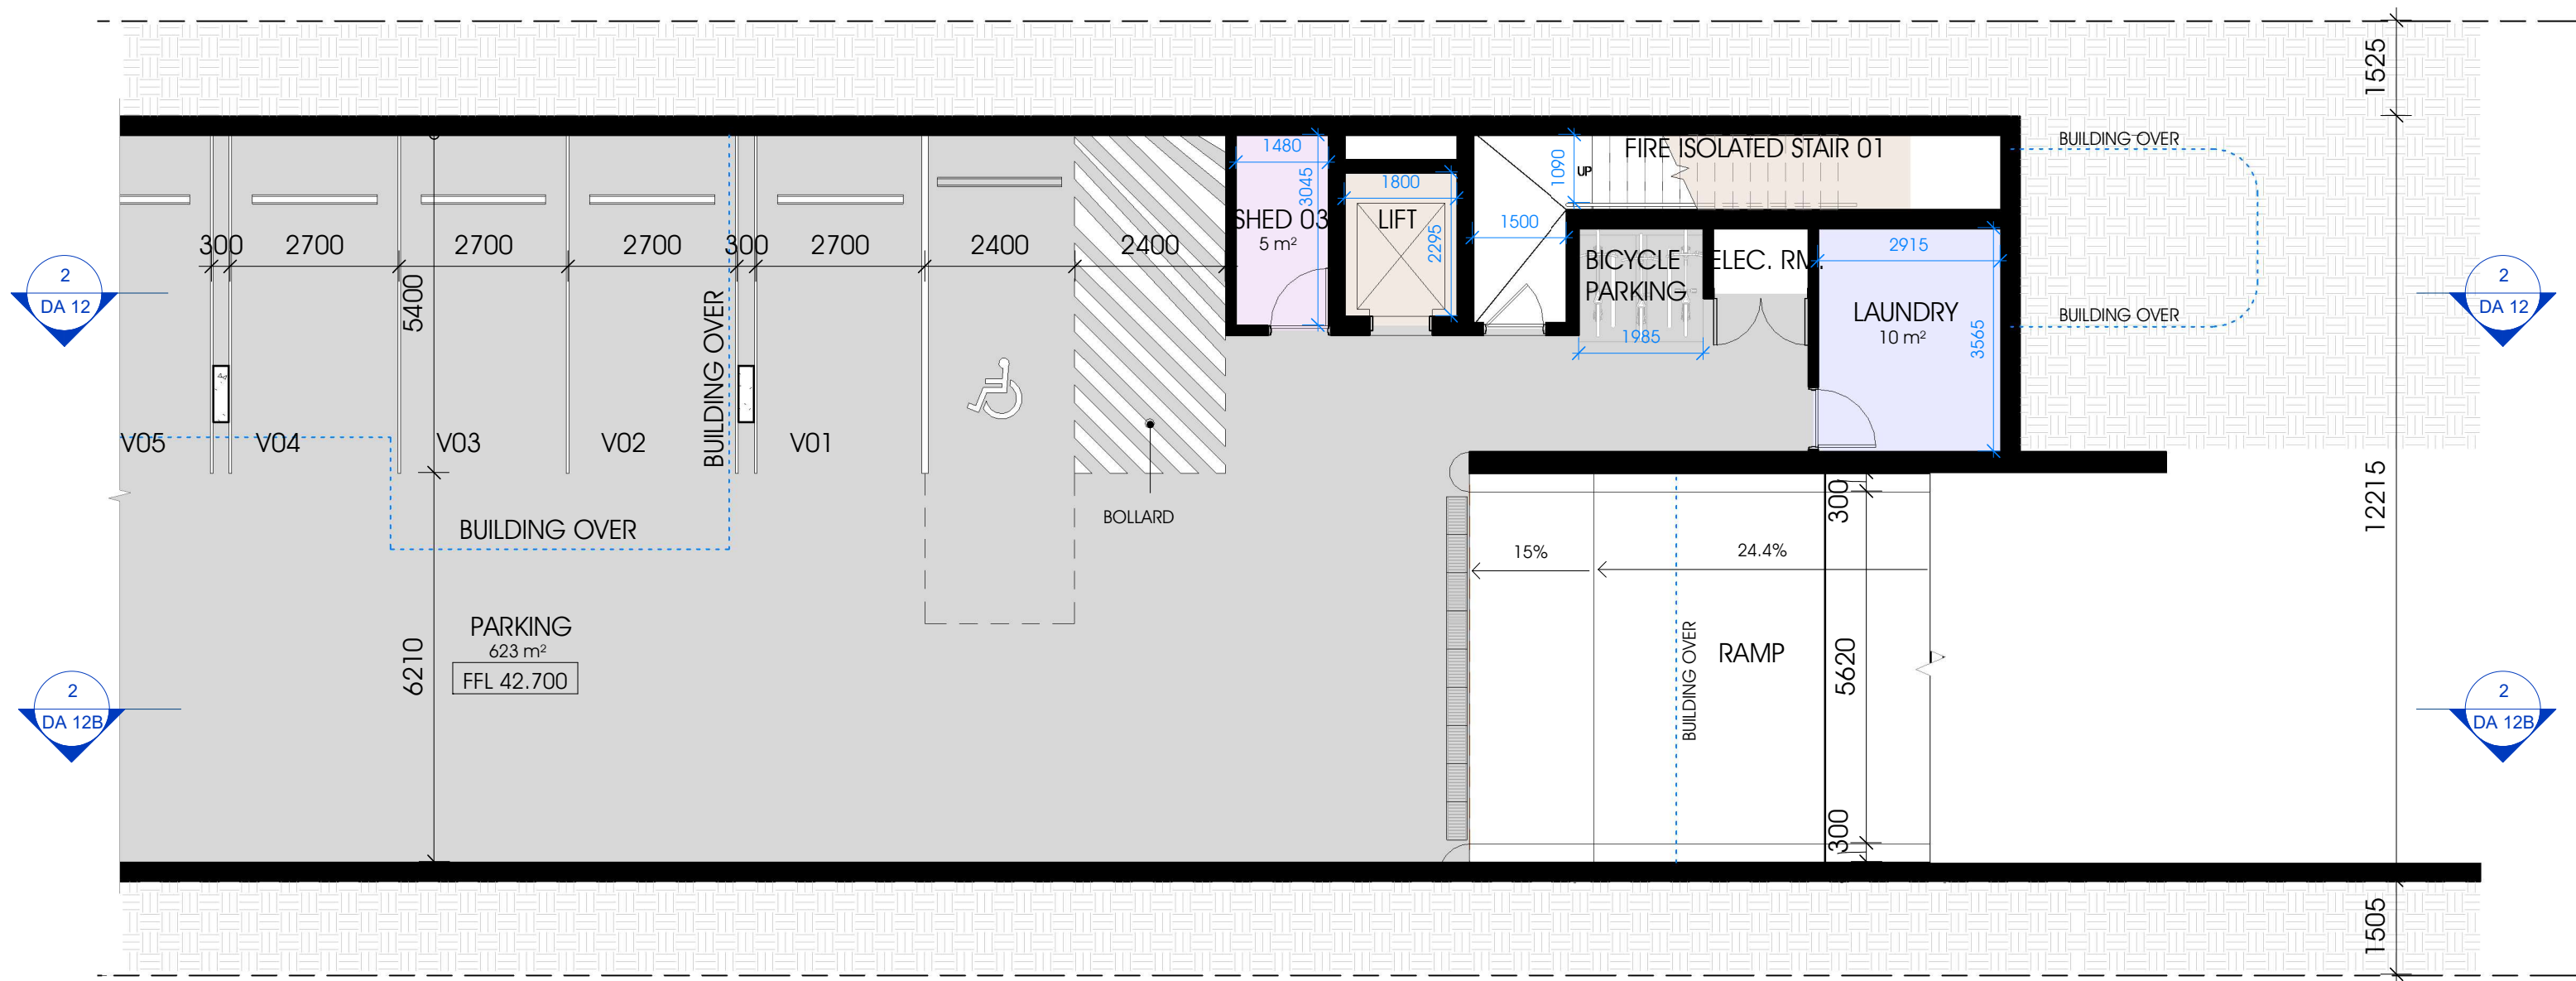 1525
BUILDING OVER
FIRE ISOLATED STAIR 01
1480
1090
UP
3045
1800
SHED 03
5 m²
LIFT
1500
2295
300
2700
2700
2700
300
2700
2400
2400
2915
BICYCLE
PARKING
ELEC. RM.
2
DA 12
2
DA 12
5400
LAUNDRY
10 m²
3565
BUILDING OVER
1985
BUILDING OVER
V05
V04
V03
V02
V01
12215
BOLLARD
300
BUILDING OVER
15%
24.4%
PARKING
623 m²
FFL 42.700
6210
BUILDING OVER
RAMP
5620
2
DA 12B
2
DA 12B
300
1505